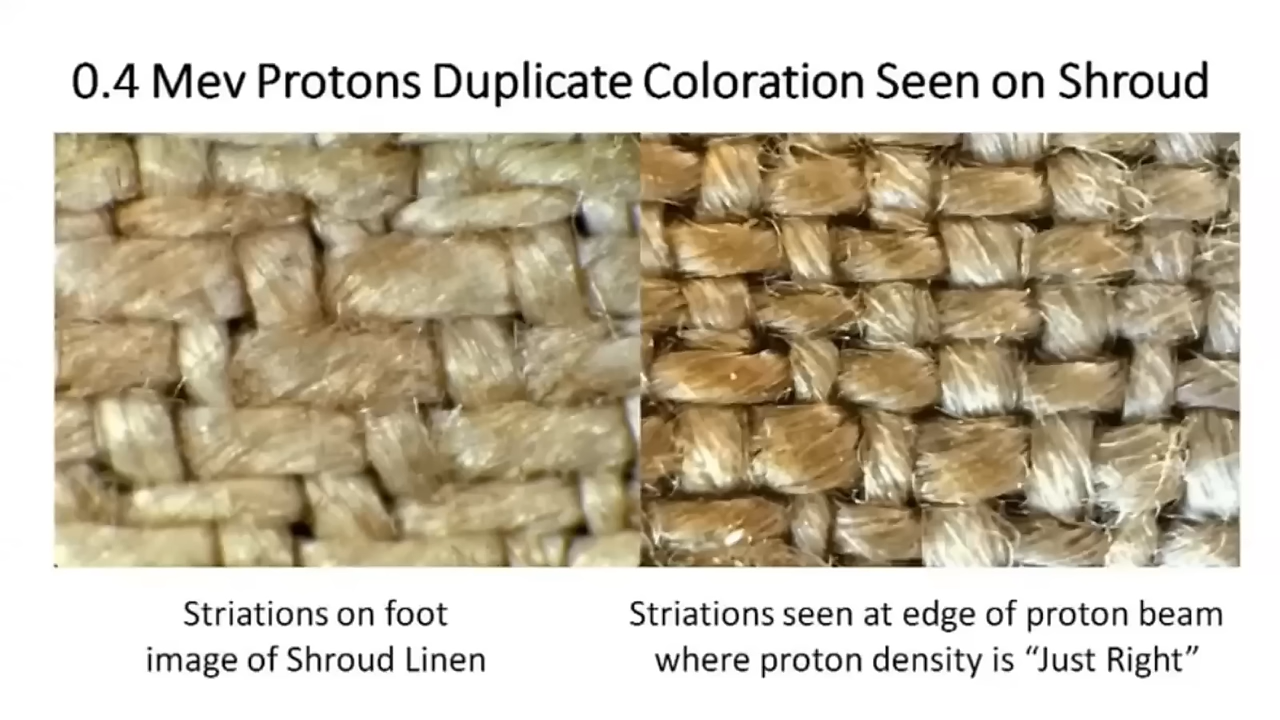 0.4 Mev Protons Duplicate Coloration Seen on Shroud
Striations on foot
image of Shroud Linen
Striations seen at edge of proton beam
where proton density is “Just Right”